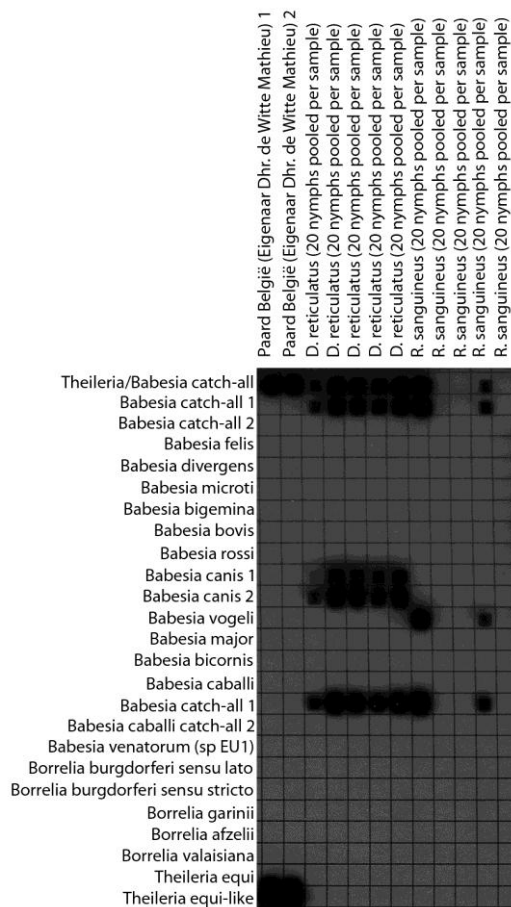 Paard België (Eigenaar Dhr. de Witte Mathieu) 1
Paard België (Eigenaar Dhr. de Witte Mathieu) 2
D. reticulatus (20 nymphs pooled per sample)
D. reticulatus (20 nymphs pooled per sample)
D. reticulatus (20 nymphs pooled per sample)
D. reticulatus (20 nymphs pooled per sample)
D. reticulatus (20 nymphs pooled per sample)
R. sanguineus (20 nymphs pooled per sample)
R. sanguineus (20 nymphs pooled per sample)
R. sanguineus (20 nymphs pooled per sample)
R. sanguineus (20 nymphs pooled per sample)
R. sanguineus (20 nymphs pooled per sample)
Theileria/Babesia catch-all
Babesia catch-all 1
Babesia catch-all 2
Babesia felis
Babesia divergens
Babesia microti
Babesia bigemina
Babesia bovis
Babesia rossi
Babesia canis 1
Babesia canis 2
Babesia vogeli
Babesia major
Babesia bicornis
Babesia caballi
Babesia catch-all 1
Babesia caballi catch-all 2
Babesia venatorum (sp EU1)
Borrelia burgdorferi sensu lato
Borrelia burgdorferi sensu stricto
Borrelia garinii
Borrelia afzelii
Borrelia valaisiana
Theileria equi
Theileria equi-like